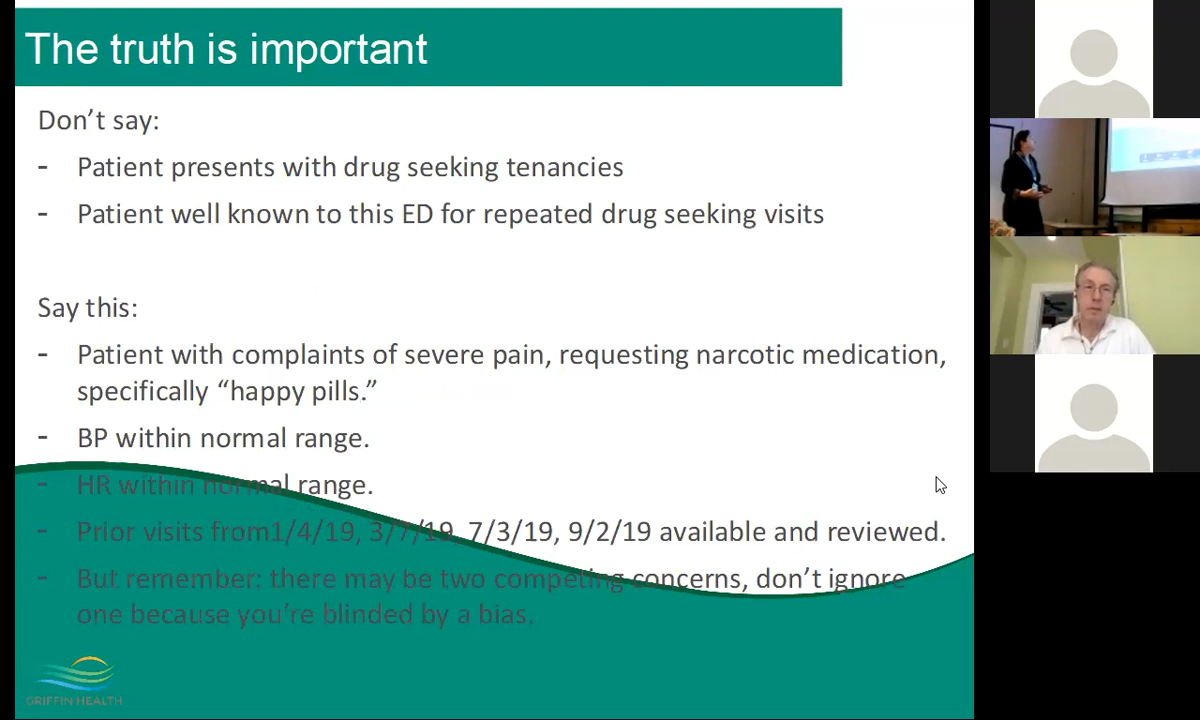 The truth is important
Don't say:
- Patient presents with drug seeking tenancies
- Patient well known to this ED for repeated drug seeking visits
Say this:
- Patient with complaints of severe pain, requesting narcotic medication,
specifically “happy pills.”
- BP within normal range.
- HR within normal range.
- Prior visits from1/4/19, 3/7/19, 7/3/19, 9/2/19 available and reviewed.
- But remember: there may be two competing concerns, don't ignore
one because you're blinded by a bias.
GRIFFIN HEALTH